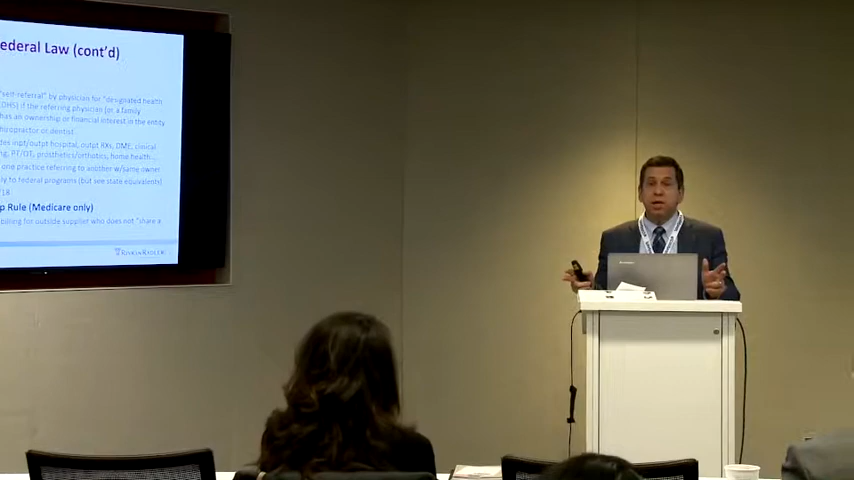 ederal Law (cont'd)
"self-referral" by physician for "designated health
(DHS) if the referring physician (or a family
has an ownership or financial interest in the entity
hiropractor or dentist.
des inpt/outpt hospital, outpt RXs, DME, clinical
ng, PT/OT, prosthetics/orthotics, home health...
one practice referring to another w/same owner
ly to federal programs (but see state equivalents)
/18
p Rule (Medicare only)
billing for outside supplier who does not "share a
RIVKIN RADLER